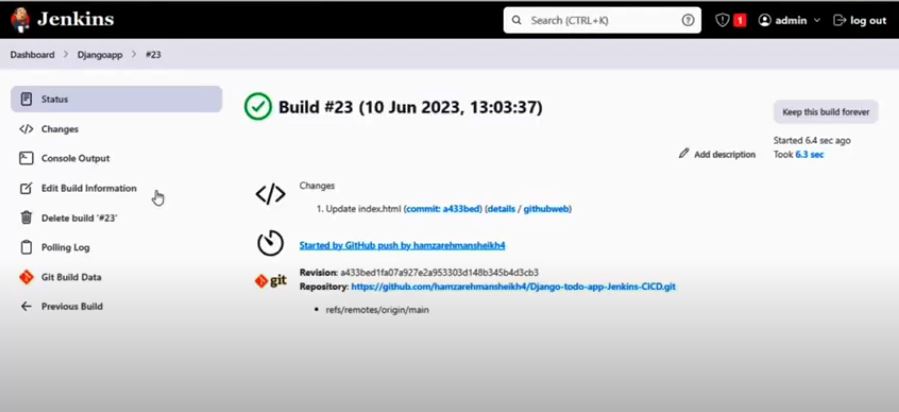 Jenkins
Search (CTRL+K)
1
admin
log out
Dashboard > Djangoapp > #23
Status
Changes
Console Output
Edit Build Information
Delete build '#23'
Polling Log
Git Build Data
Previous Build
Build #23 (10 Jun 2023, 13:03:37)
Keep this build forever
Started 6.4 sec ago
Took 6.3 sec
Add description
Changes
1. Update index.html (commit: a433bed) (details / githubweb)
Started by GitHub push by hamzarehmansheikh4
git
Revision: a433bed1fa07a927e2a953303d148b345b4d3cb3
Repository: https://github.com/hamzarehmansheikh4/Django-todo-app-Jenkins-CICD.git
• refs/remotes/origin/main